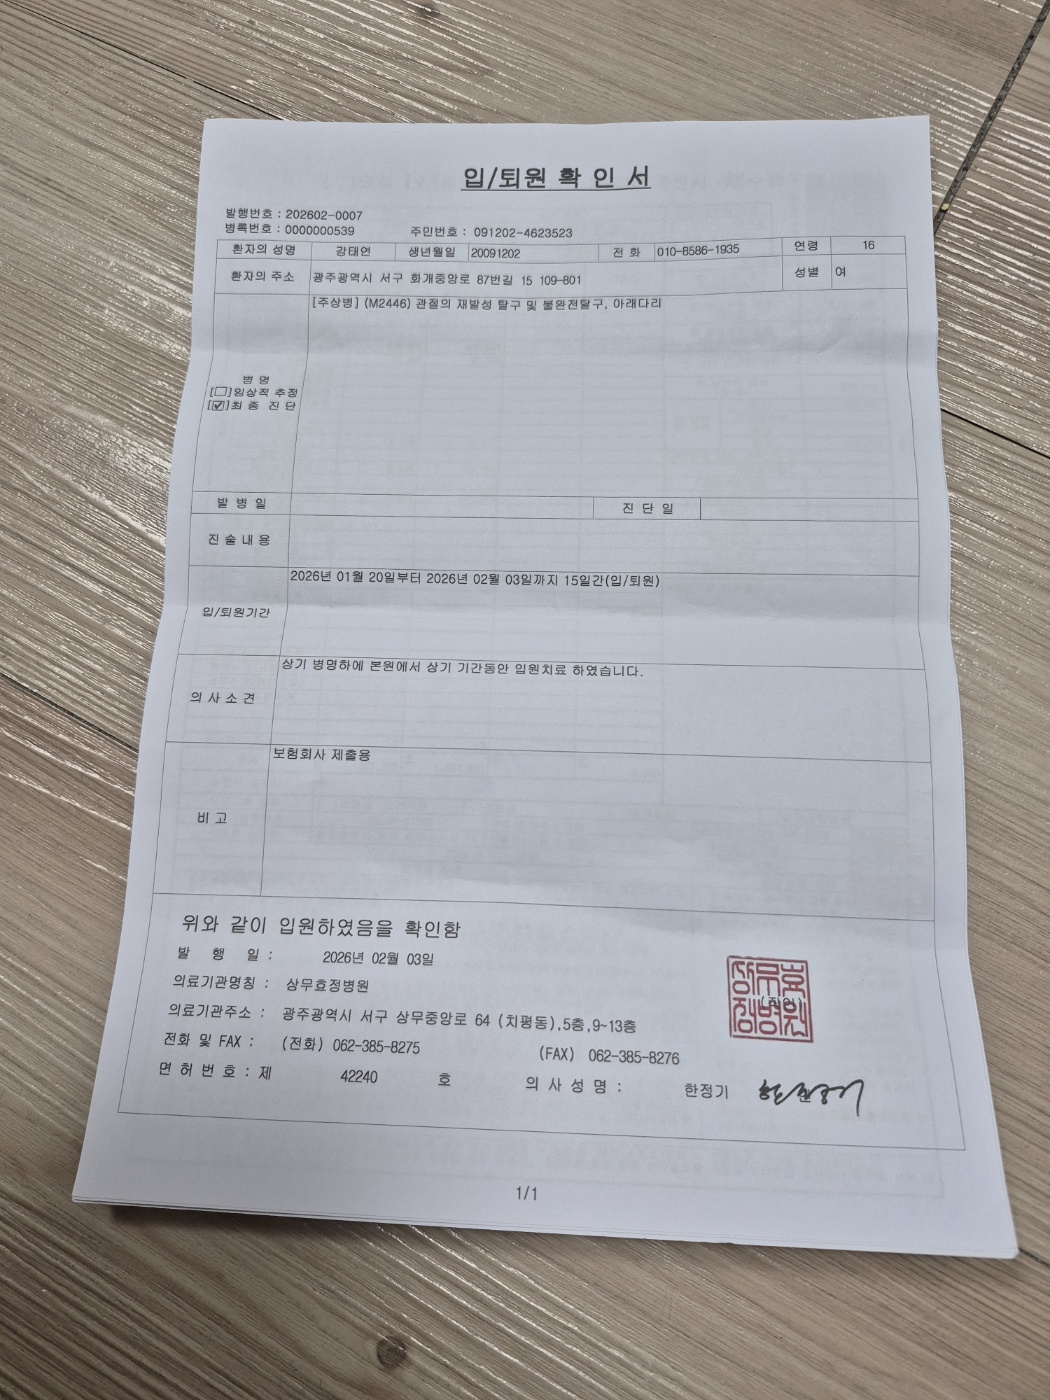 입/퇴원 확 인 서
발행번호 : 202602-0007
병록번호 : 0000000539 주민번호 : 091202-4623523
환자의 성명 강태연 생년월일 20091202 전 화 010-8586-1935 연령 16
환자의 주소 광주광역시 서구 화개중앙로 87번길 15 109-801 성별 여
[주상병] (M2446) 관절의 재발성 탈구 및 불완전탈구, 아래다리
병 명
[☐]임상적 추정
[☑]최 종 진 단
발 병 일 진 단 일
진 술 내 용
2026년 01월 20일부터 2026년 02월 03일까지 15일간(입/퇴원)
입/퇴원기간
상기 병명하에 본원에서 상기 기간동안 입원치료 하였습니다.
의 사 소 견
보험회사 제출용
비 고
위와 같이 입원하였음을 확인함
발 행 일 : 2026년 02월 03일
의료기관명칭 : 상무효정병원
의료기관주소 : 광주광역시 서구 상무중앙로 64 (치평동),5층,9~13층
(직인)
전화 및 FAX : (전화) 062-385-8275 (FAX) 062-385-8276
면 허 번 호 : 제 42240 호 의 사 성 명 : 한정기
1/1